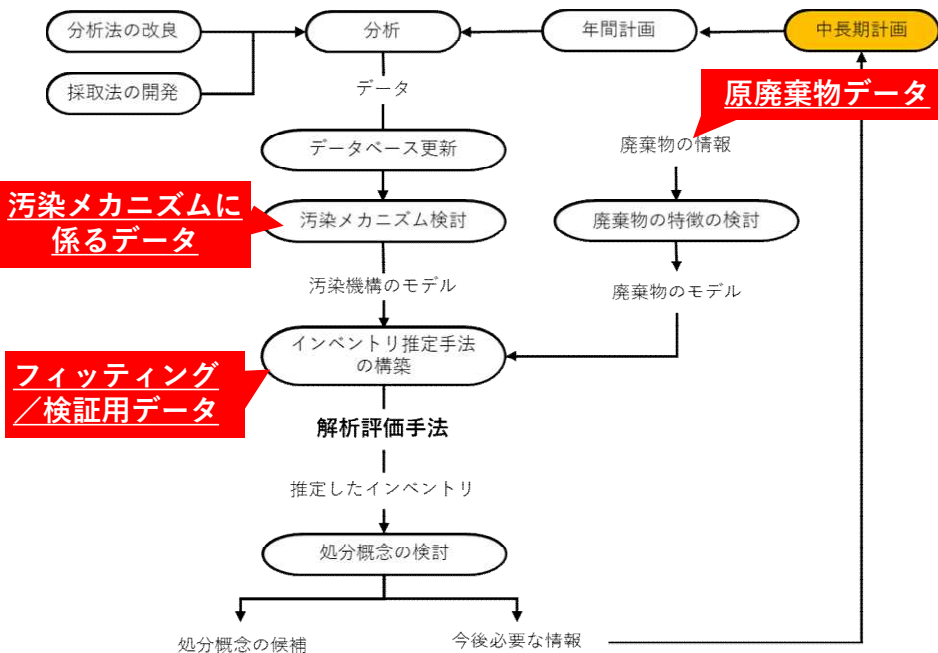 分析法の改良
分析
年間計画
中長期計画
採取法の開発
データ
原廃棄物データ
データベース更新
廃棄物の情報
汚染メカニズムに
係るデータ
汚染メカニズム検討
廃棄物の特徴の検討
汚染機構のモデル
廃棄物のモデル
インベントリ推定手法
の構築
フィッティング
／検証用データ
解析評価手法
推定したインベントリ
処分概念の検討
処分概念の候補
今後必要な情報